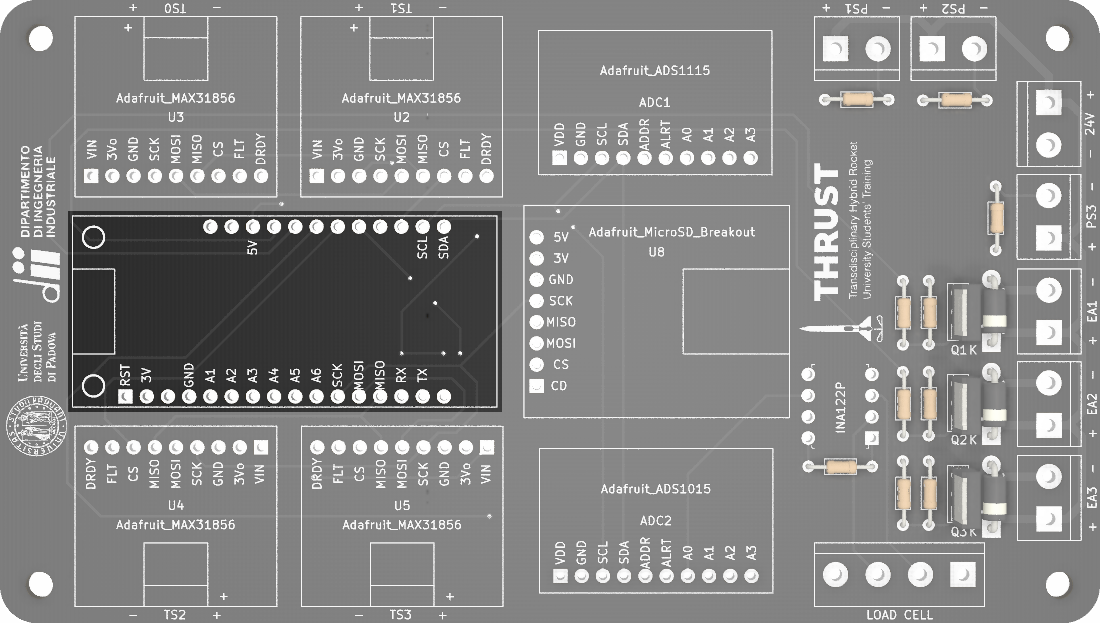 + TS0 -
+ TS1 -
+ PS1 -
+ PS2 -
+
+
Adafruit_MAX31856
U3
VIN 3Vo GND SCK MOSI MISO CS FLT DRDY
Adafruit_MAX31856
U2
VIN 3Vo GND SCK MOSI MISO CS FLT DRDY
Adafruit_ADS1115
ADC1
VDD GND SCL SDA ADDR ALRT A0 A1 A2 A3
- 24V +
+ PS3 -
+ EA1 -
+ EA2 -
+ EA3 -
DIPARTIMENTO
DI INGEGNERIA
INDUSTRIALE
dii
UNIVERSITÀ
DEGLI STUDI
DI PADOVA
5V
SCL
SDA
RST 3V GND A1 A2 A3 A4 A5 A6 SCK MOSI MISO RX TX
Adafruit_MicroSD_Breakout
U8
5V
3V
GND
SCK
MISO
MOSI
CS
CD
THRUST
Transdisciplinary Hybrid Rocket
University Students' Training
INA122P
Q1K
Q2K
Q3K
DRDY FLT CS MISO MOSI SCK GND 3Vo VIN
U4
Adafruit_MAX31856
+
- TS2 +
DRDY FLT CS MISO MOSI SCK GND 3Vo VIN
U5
Adafruit_MAX31856
+
- TS3 +
Adafruit_ADS1015
ADC2
VDD GND SCL SDA ADDR ALRT A0 A1 A2 A3
LOAD CELL